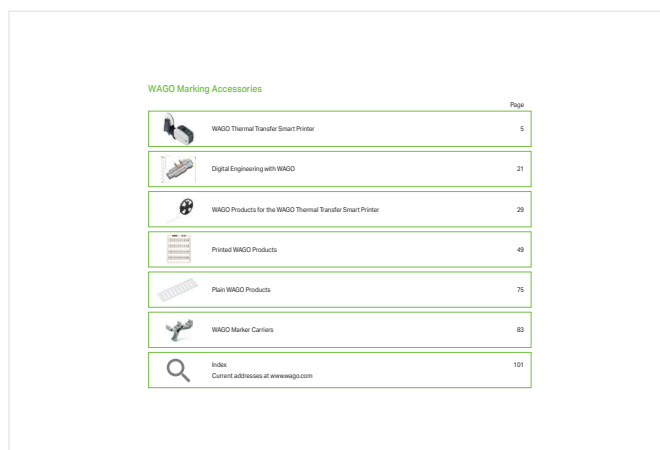 WAGO Marking Accessories
Page
WAGO Thermal Transfer Smart Printer 5
Digital Engineering with WAGO 21
WAGO Products for the WAGO Thermal Transfer Smart Printer 29
Printed WAGO Products 49
Plain WAGO Products 75
WAGO Marker Carriers 83
Index 101
Current addresses at www.wago.com